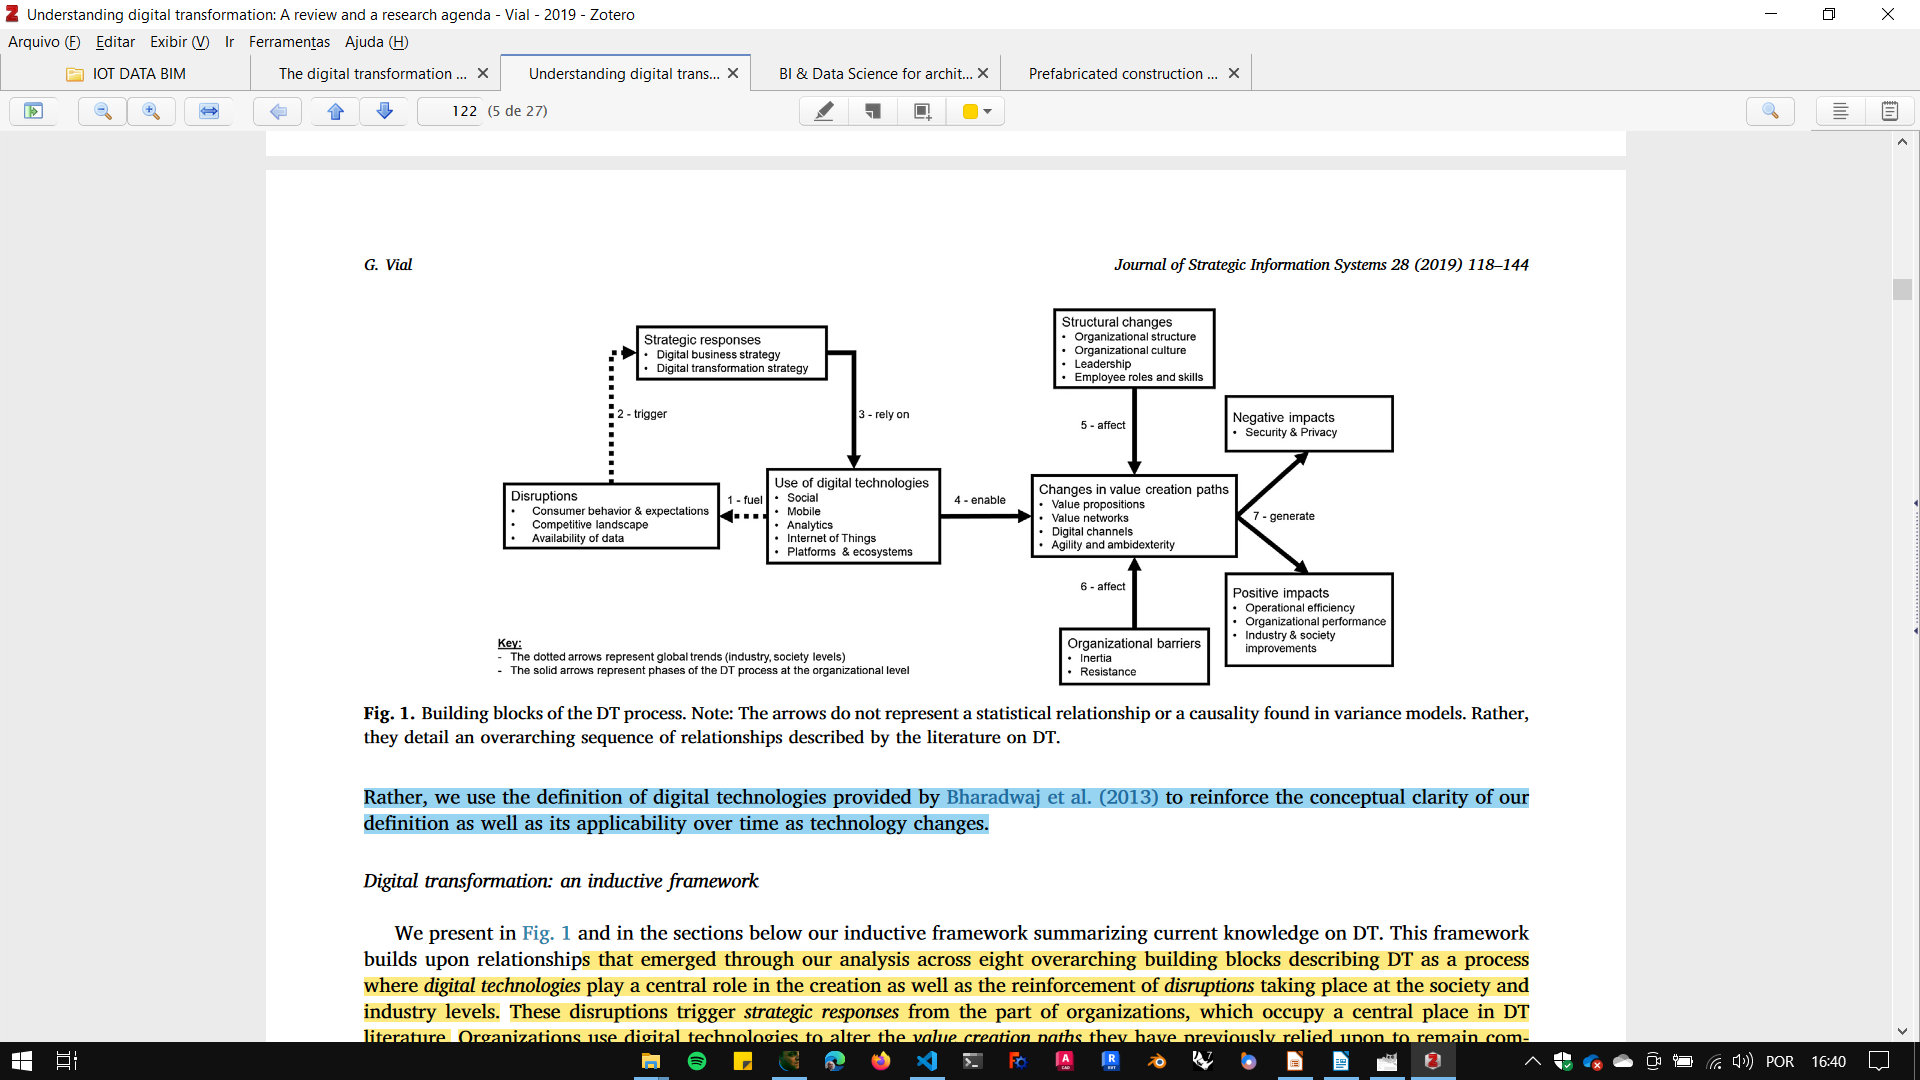 Understanding digital transformation: A review and a research agenda - Vial - 2019 - Zotero
Arquivo (F) Editar Exibir (V) Ir Ferramentas Ajuda (H)
IOT DATA BIM
The digital transformation ...
Understanding digital trans...
BI & Data Science for archit...
Prefabricated construction ...
122 (5 de 27)
G. Vial
Journal of Strategic Information Systems 28 (2019) 118–144
Strategic responses
• Digital business strategy
• Digital transformation strategy
Structural changes
• Organizational structure
• Organizational culture
• Leadership
• Employee roles and skills
2 - trigger
3 - rely on
5 - affect
Negative impacts
• Security & Privacy
Disruptions
• Consumer behavior & expectations
• Competitive landscape
• Availability of data
1 - fuel
Use of digital technologies
• Social
• Mobile
• Analytics
• Internet of Things
• Platforms & ecosystems
4 - enable
Changes in value creation paths
• Value propositions
• Value networks
• Digital channels
• Agility and ambidexterity
7 - generate
6 - affect
Positive impacts
• Operational efficiency
• Organizational performance
• Industry & society
improvements
Organizational barriers
• Inertia
• Resistance
Key:
- The dotted arrows represent global trends (industry, society levels)
- The solid arrows represent phases of the DT process at the organizational level
Fig. 1. Building blocks of the DT process. Note: The arrows do not represent a statistical relationship or a causality found in variance models. Rather,
they detail an overarching sequence of relationships described by the literature on DT.
Rather, we use the definition of digital technologies provided by Bharadwaj et al. (2013) to reinforce the conceptual clarity of our
definition as well as its applicability over time as technology changes.
Digital transformation: an inductive framework
We present in Fig. 1 and in the sections below our inductive framework summarizing current knowledge on DT. This framework
builds upon relationships that emerged through our analysis across eight overarching building blocks describing DT as a process
where digital technologies play a central role in the creation as well as the reinforcement of disruptions taking place at the society and
industry levels. These disruptions trigger strategic responses from the part of organizations, which occupy a central place in DT
literature. Organizations use digital technologies to alter the value creation paths they have previously relied upon to remain com-
POR 16:40